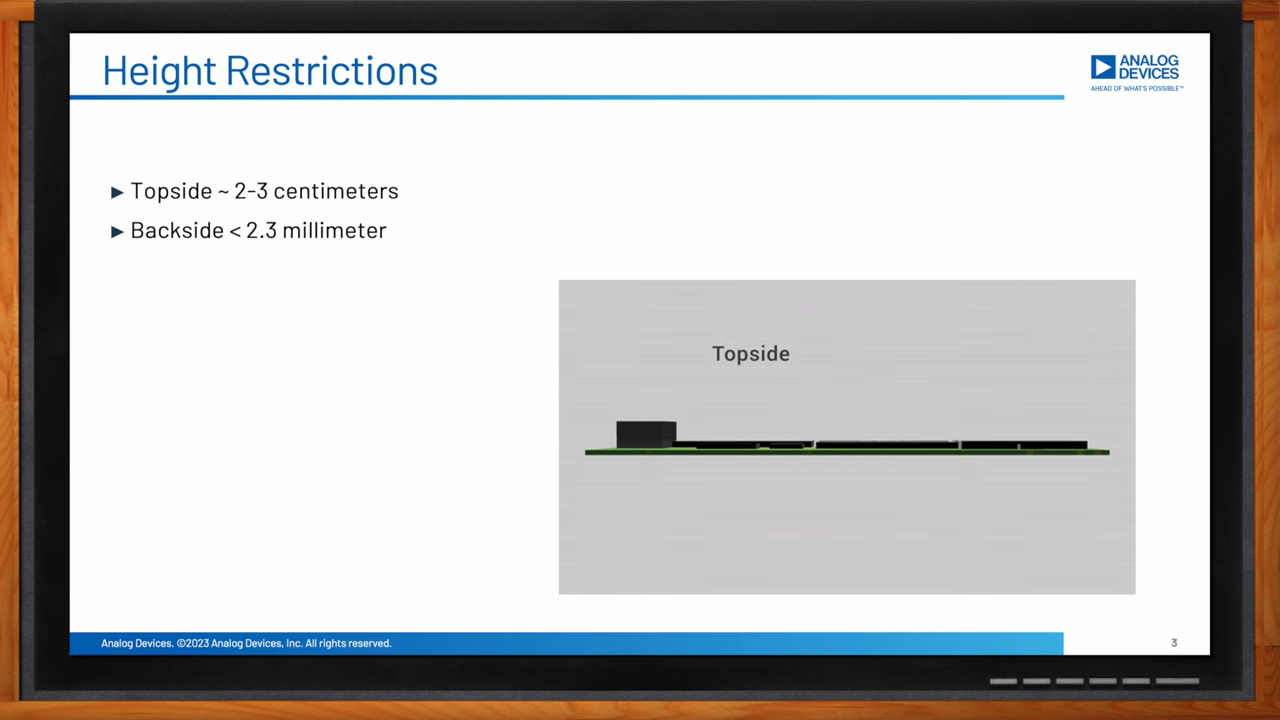 Height Restrictions
ANALOG
DEVICES
AHEAD OF WHAT'S POSSIBLE™
► Topside ~ 2-3 centimeters
► Backside < 2.3 millimeter
Topside
Analog Devices. ©2023 Analog Devices, Inc. All rights reserved.
3